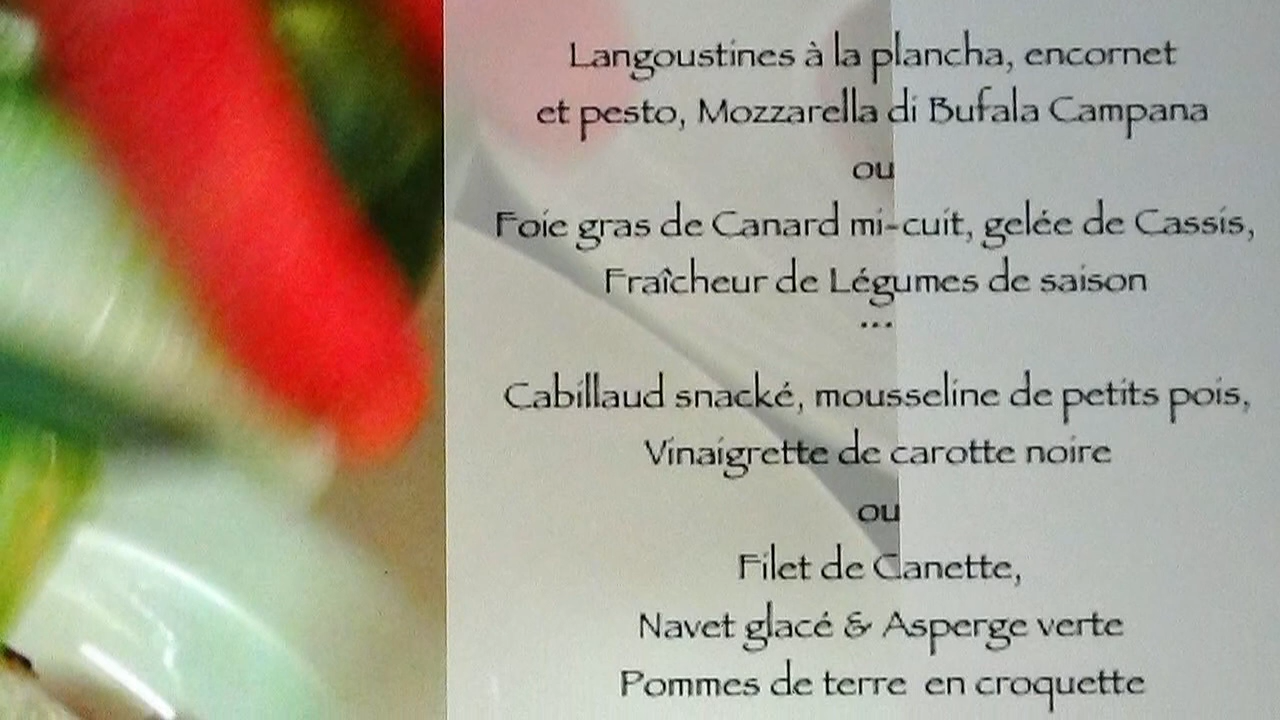 Langoustines à la plancha, encornet
et pesto, Mozzarella di Bufala Campana
ou
Foie gras de Canard mi-cuit, gelée de Cassis,
Fraîcheur de Légumes de saison
...
Cabillaud snacké, mousseline de petits pois,
Vinaigrette de carotte noire
ou
Filet de Canette,
Navet glacé & Asperge verte
Pommes de terre en croquette